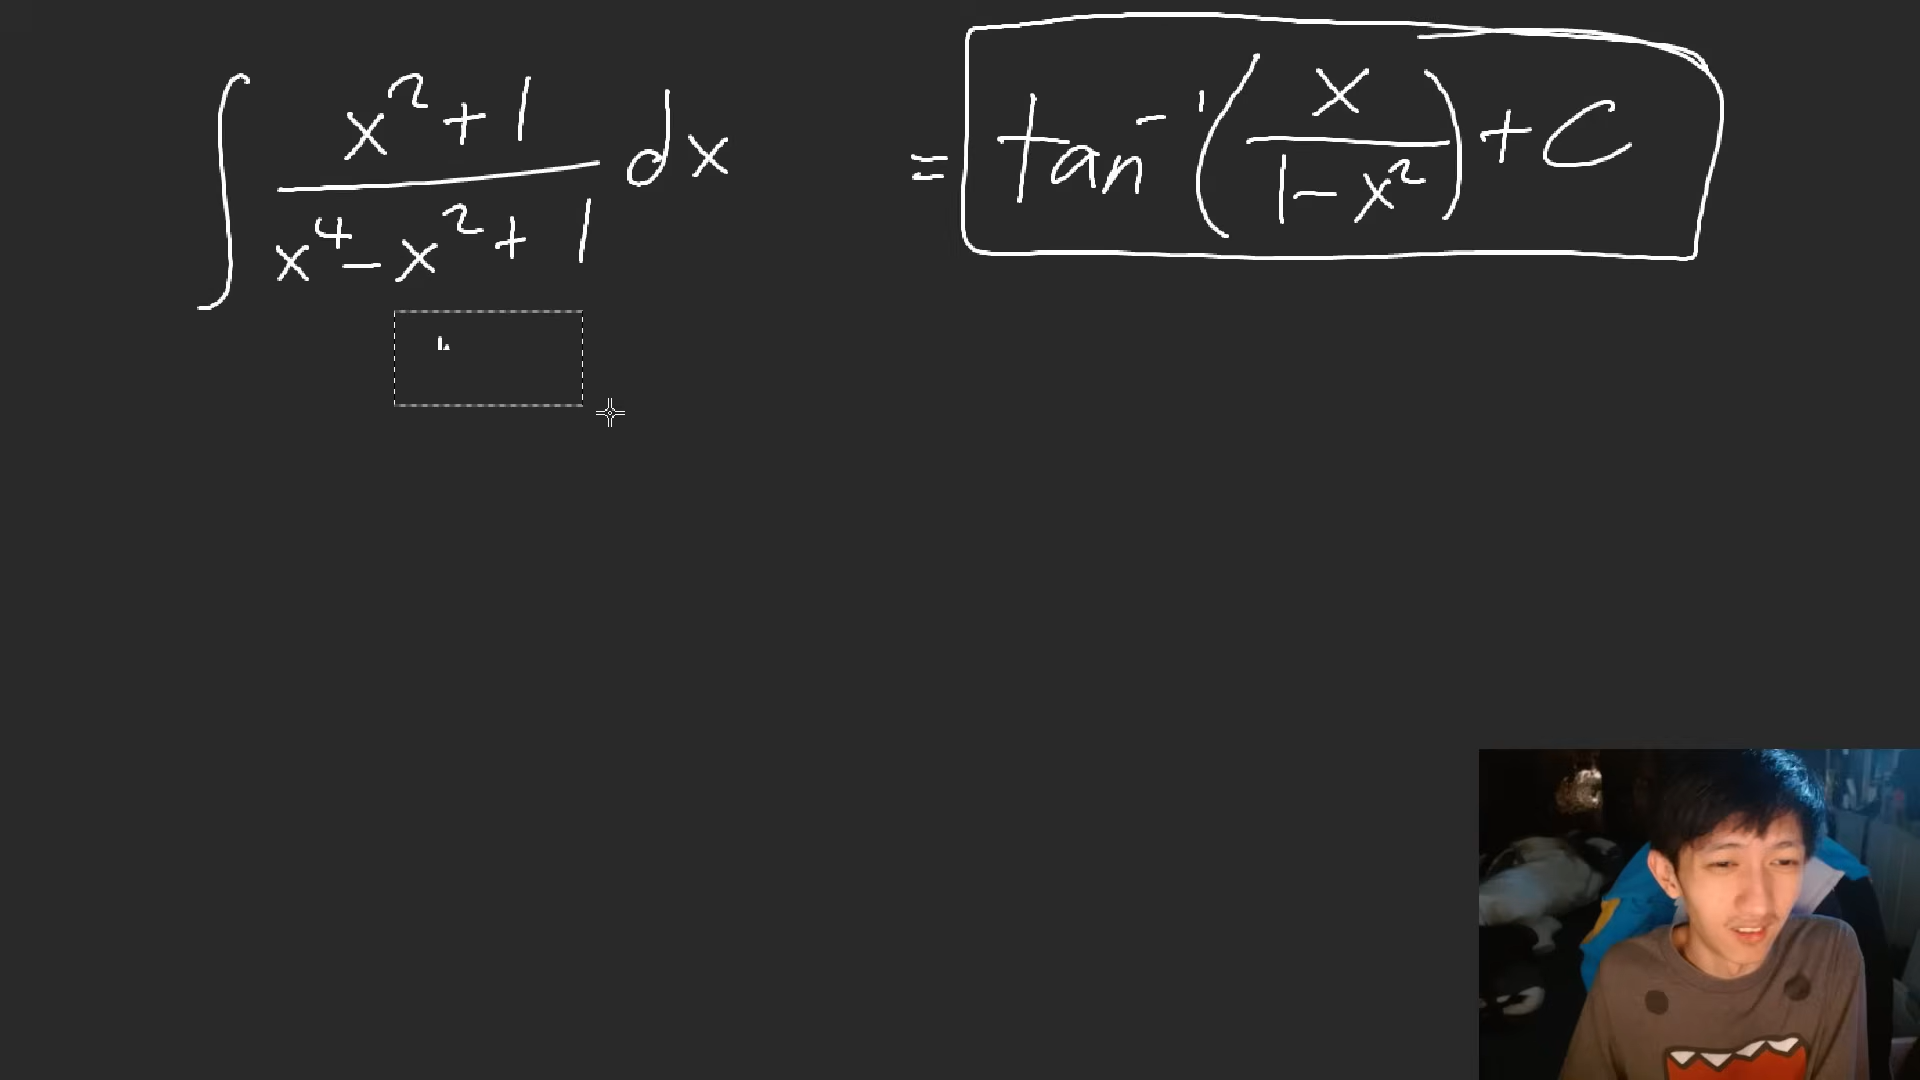 ∫ (x² + 1)/(x⁴ - x² + 1) dx = tan⁻¹(x/(1 - x²)) + C